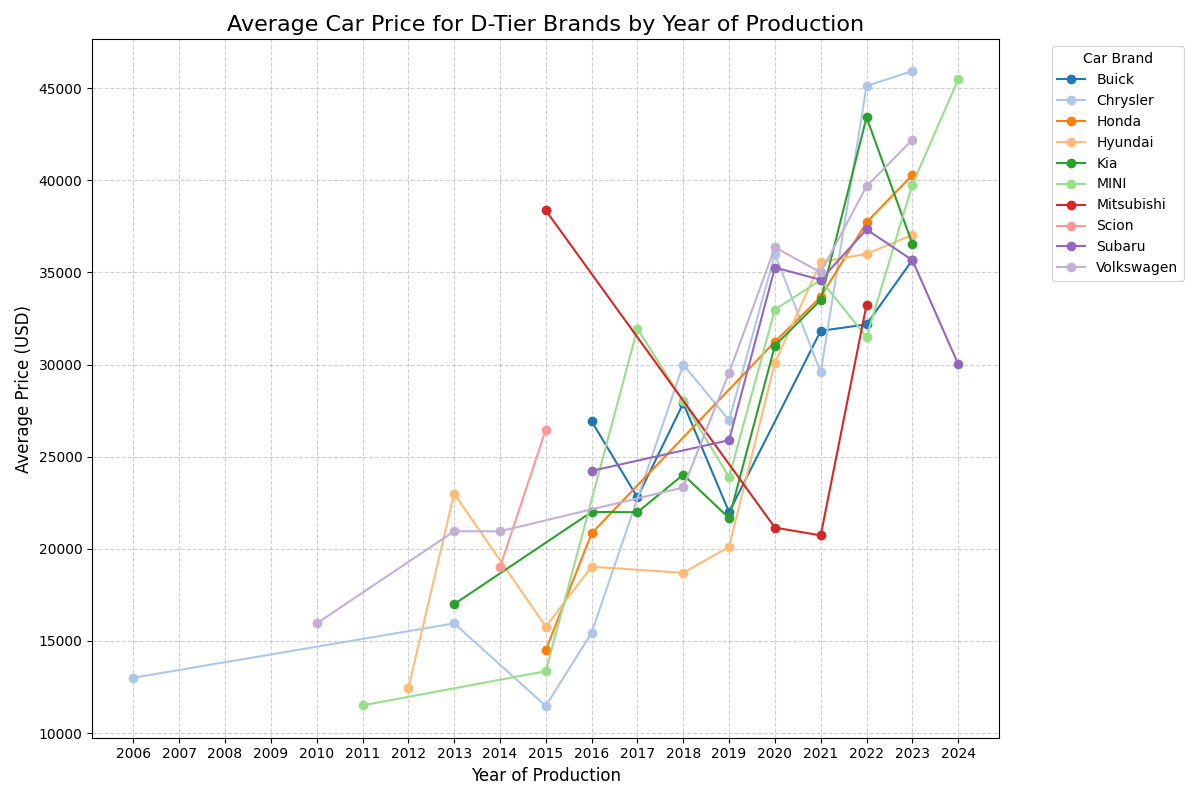 Average Car Price for D-Tier Brands by Year of Production
Car Brand
Buick
Chrysler
Honda
Hyundai
Kia
MINI
Mitsubishi
Scion
Subaru
Volkswagen
Average Price (USD)
45000
40000
35000
30000
25000
20000
15000
10000
2006 2007 2008 2009 2010 2011 2012 2013 2014 2015 2016 2017 2018 2019 2020 2021 2022 2023 2024
Year of Production